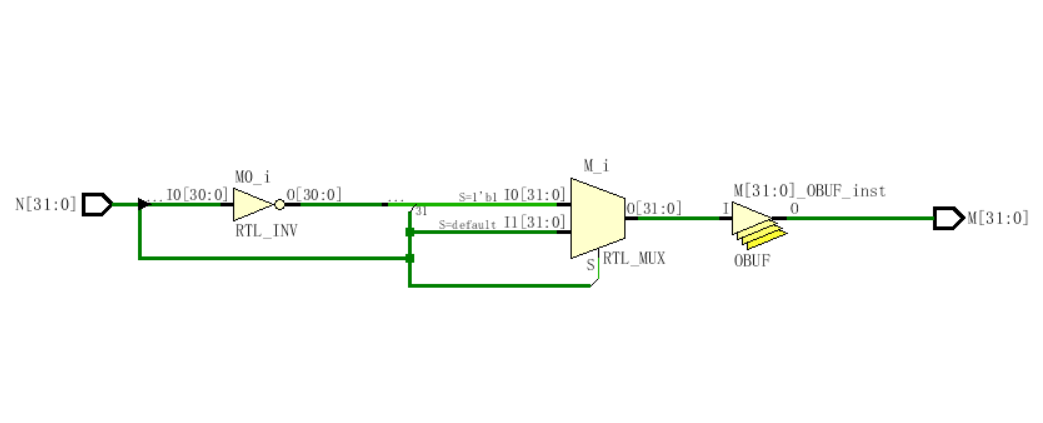 M_i
M0_i
M[31:0]_OBUF_inst
N[31:0]
... I0[30:0]
O[30:0]
...
S=1'b1 I0[31:0]
31
S=default I1[31:0]
O[31:0]
I
O
M[31:0]
RTL_INV
S
RTL_MUX
OBUF